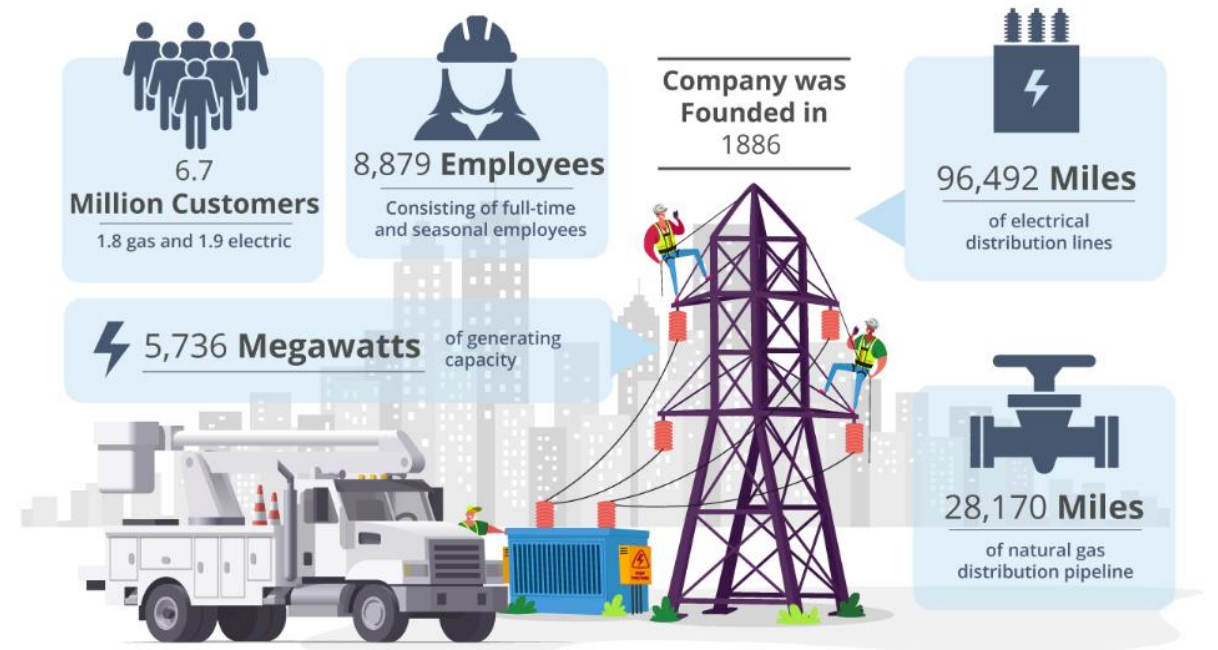 6.7
Million Customers
1.8 gas and 1.9 electric
8,879 Employees
Consisting of full-time
and seasonal employees
Company was
Founded in
1886
96,492 Miles
of electrical
distribution lines
5,736 Megawatts
of generating
capacity
28,170 Miles
of natural gas
distribution pipeline